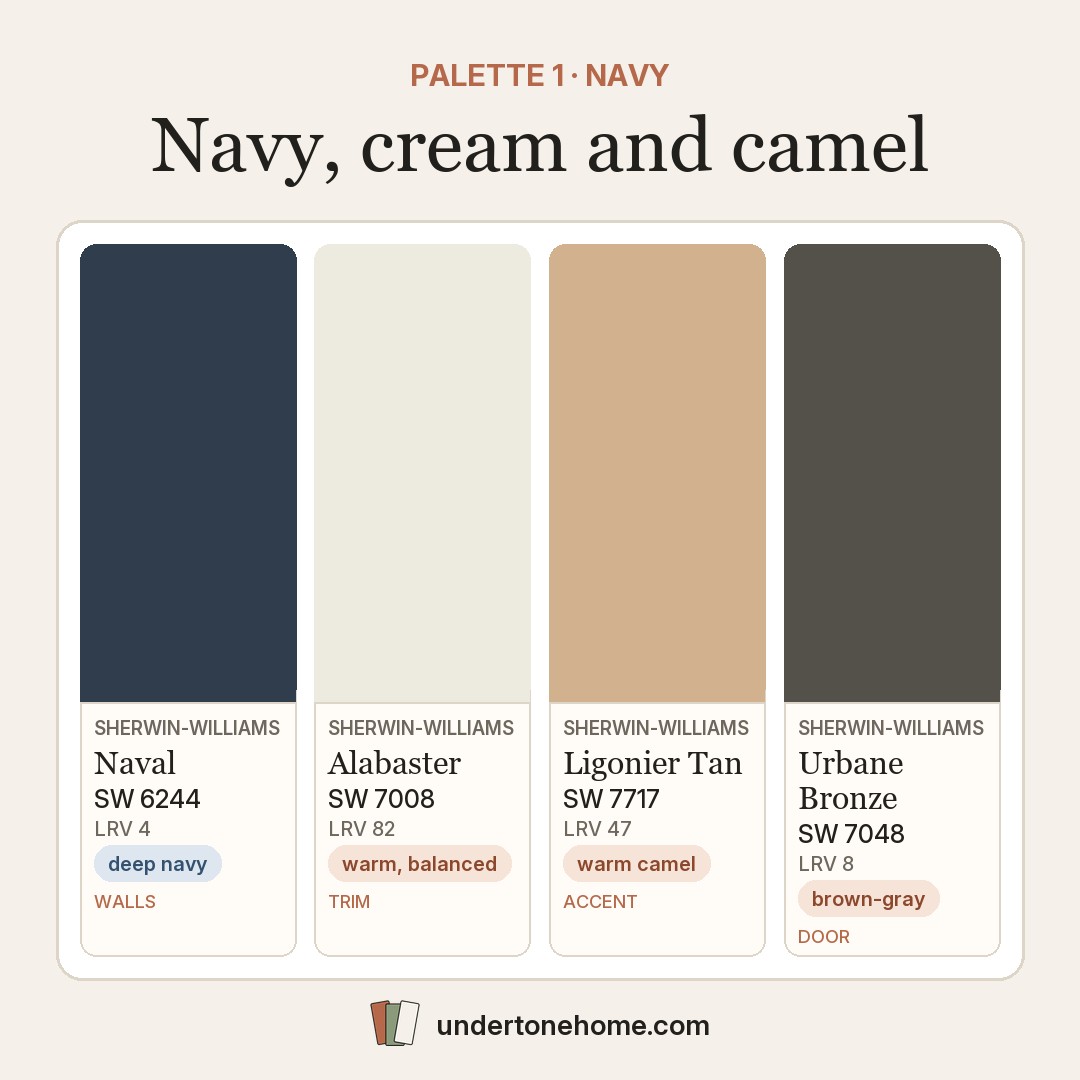 PALETTE 1 · NAVY
Navy, cream and camel
SHERWIN-WILLIAMS
Naval
SW 6244
LRV 4
deep navy
WALLS
SHERWIN-WILLIAMS
Alabaster
SW 7008
LRV 82
warm, balanced
TRIM
SHERWIN-WILLIAMS
Ligonier Tan
SW 7717
LRV 47
warm camel
ACCENT
SHERWIN-WILLIAMS
Urbane
Bronze
SW 7048
LRV 8
brown-gray
DOOR
undertonehome.com